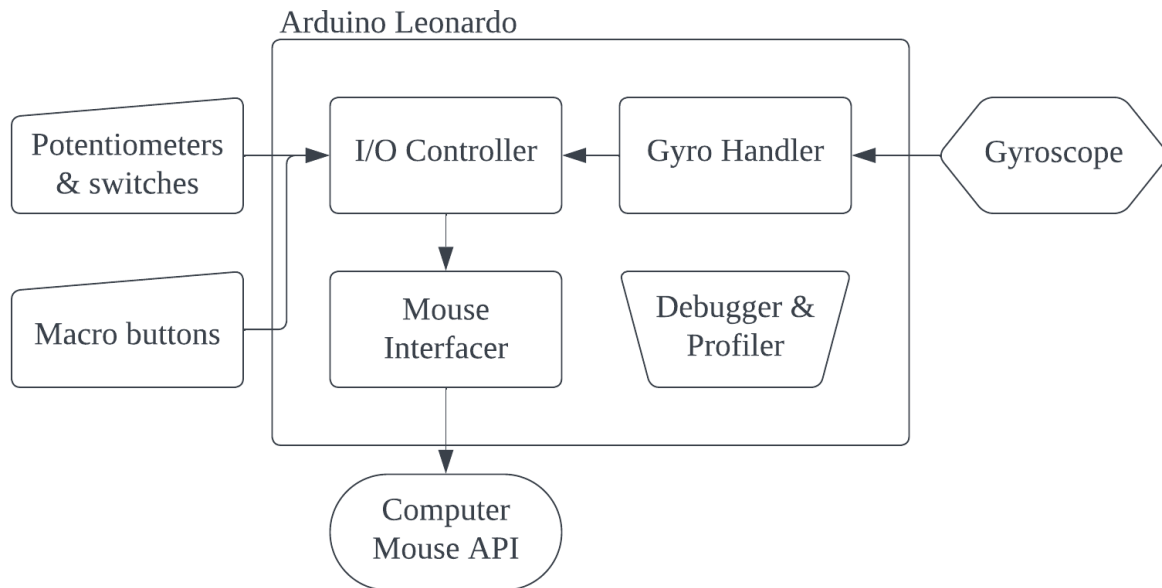 Arduino Leonardo
Potentiometers
& switches
I/O Controller
Gyro Handler
Gyroscope
Macro buttons
Mouse
Interfacer
Debugger &
Profiler
Computer
Mouse API